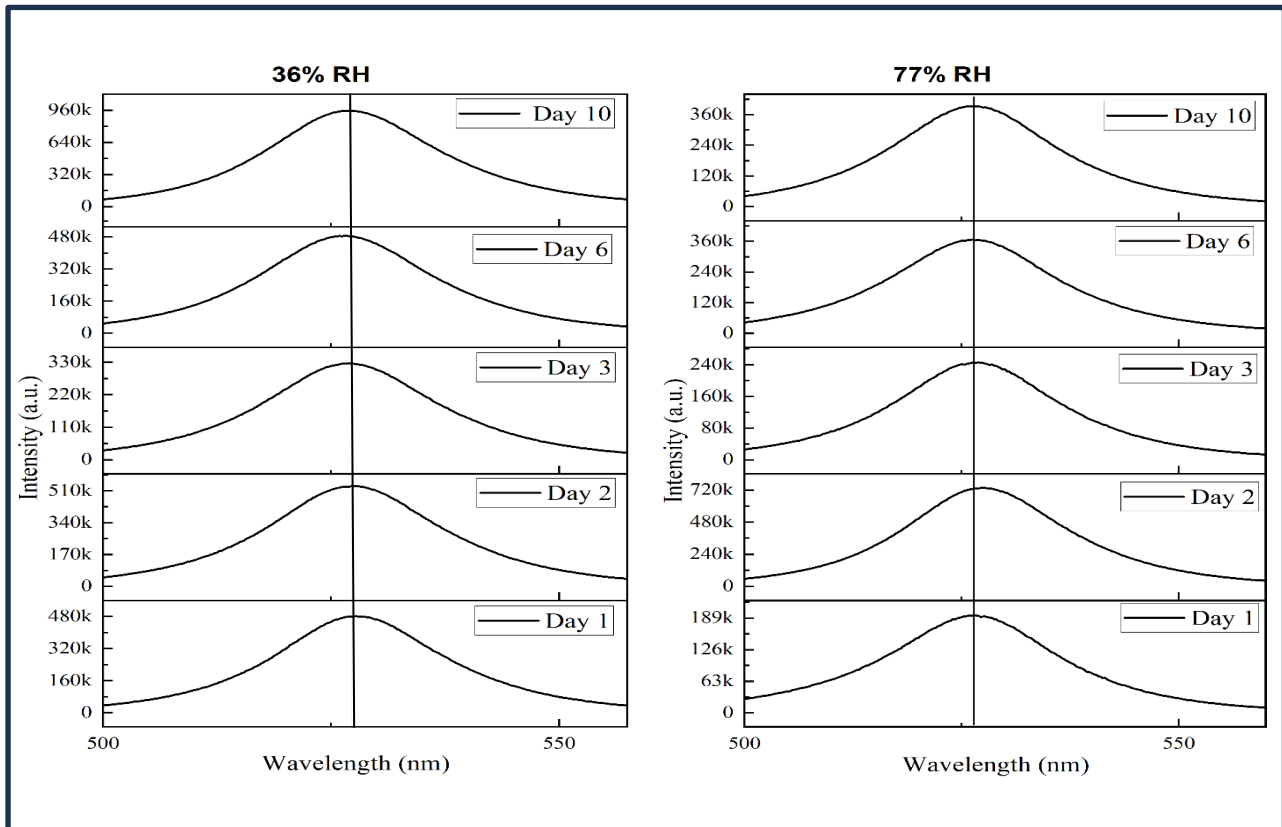 36% RH
960k
640k
320k
0
Day 10
480k
320k
160k
0
Day 6
330k
220k
110k
0
Day 3
510k
340k
170k
0
Day 2
480k
320k
160k
0
Day 1
Intensity (a.u.)
500
550
Wavelength (nm)
77% RH
360k
240k
120k
0
Day 10
360k
240k
120k
0
Day 6
240k
160k
80k
0
Day 3
720k
480k
240k
0
Day 2
189k
126k
63k
0
Day 1
Intensity (a.u.)
500
550
Wavelength (nm)